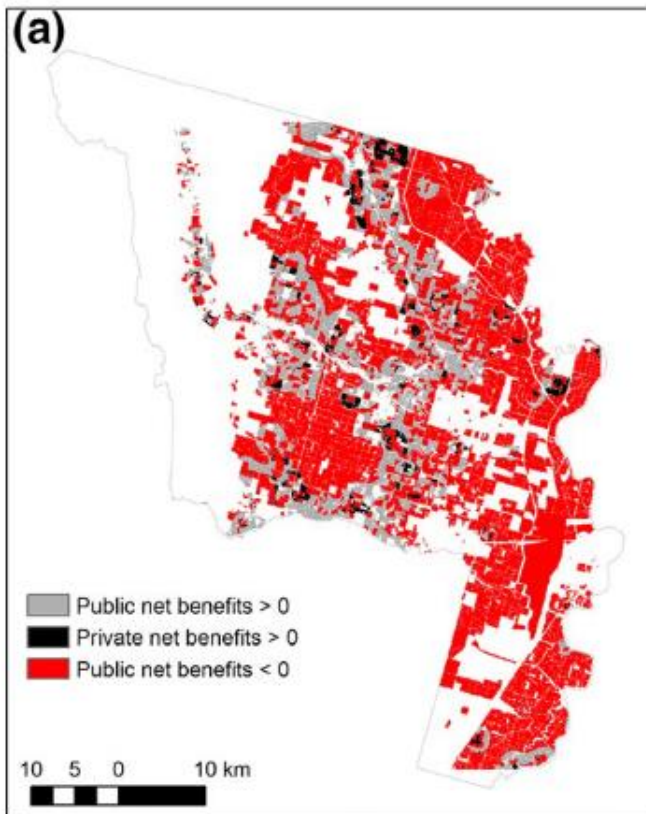 (a)
Public net benefits > 0
Private net benefits > 0
Public net benefits < 0
10 5 0 10 km